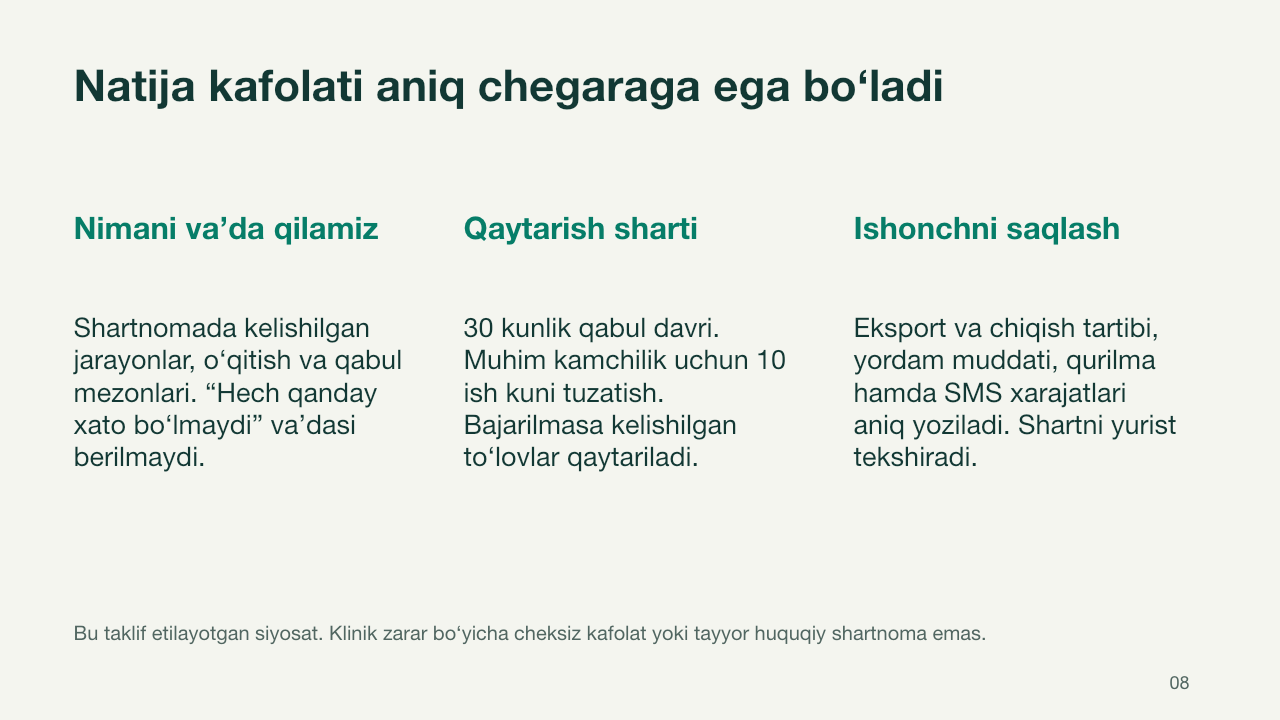 Natija kafolati aniq chegaraga ega bo‘ladi
Nimani va’da qilamiz
Shartnomada kelishilgan
jarayonlar, o‘qitish va qabul
mezonlari. “Hech qanday
xato bo‘lmaydi” va’dasi
berilmaydi.
Qaytarish sharti
30 kunlik qabul davri.
Muhim kamchilik uchun 10
ish kuni tuzatish.
Bajarilmasa kelishilgan
to‘lovlar qaytariladi.
Ishonchni saqlash
Eksport va chiqish tartibi,
yordam muddati, qurilma
hamda SMS xarajatlari
aniq yoziladi. Shartni yurist
tekshiradi.
Bu taklif etilayotgan siyosat. Klinik zarar bo‘yicha cheksiz kafolat yoki tayyor huquqiy shartnoma emas.
08